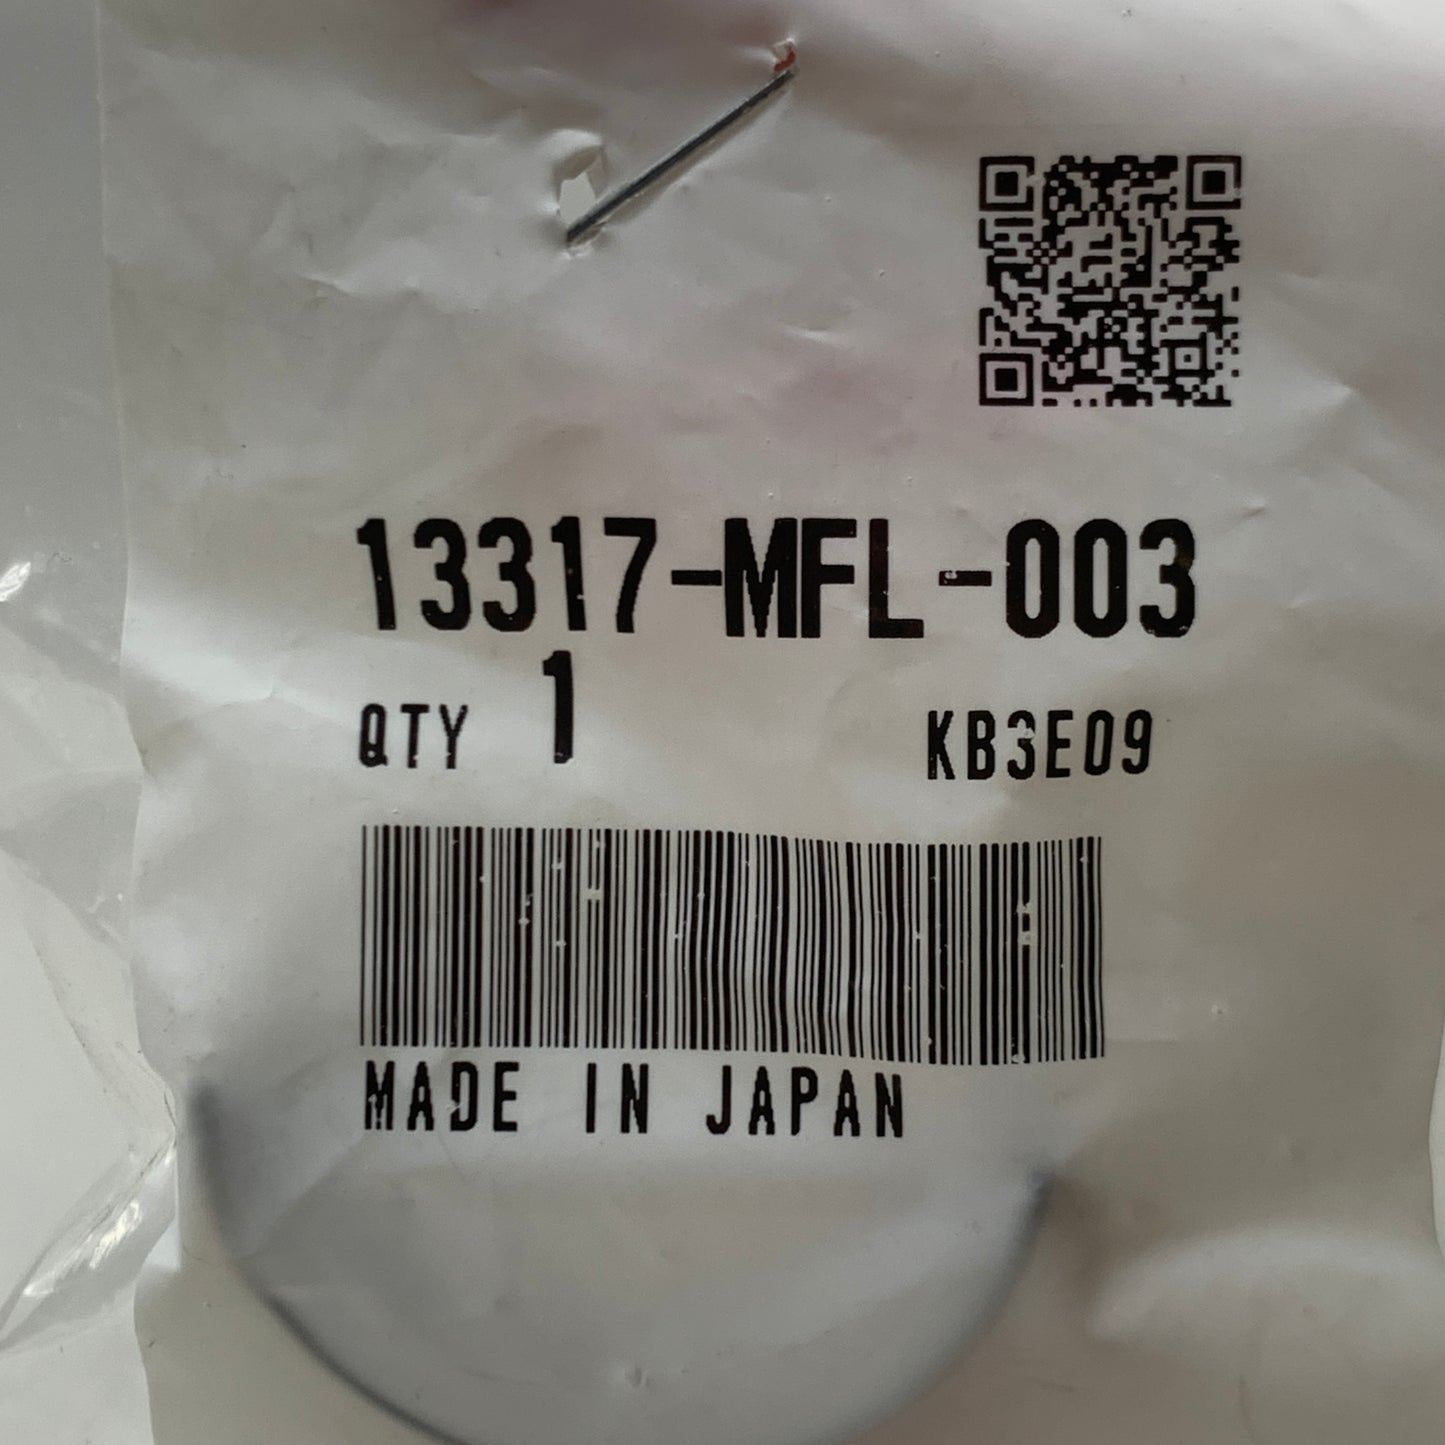 13317-MFL-003
QTY 1 KB3E09
MADE IN JAPAN